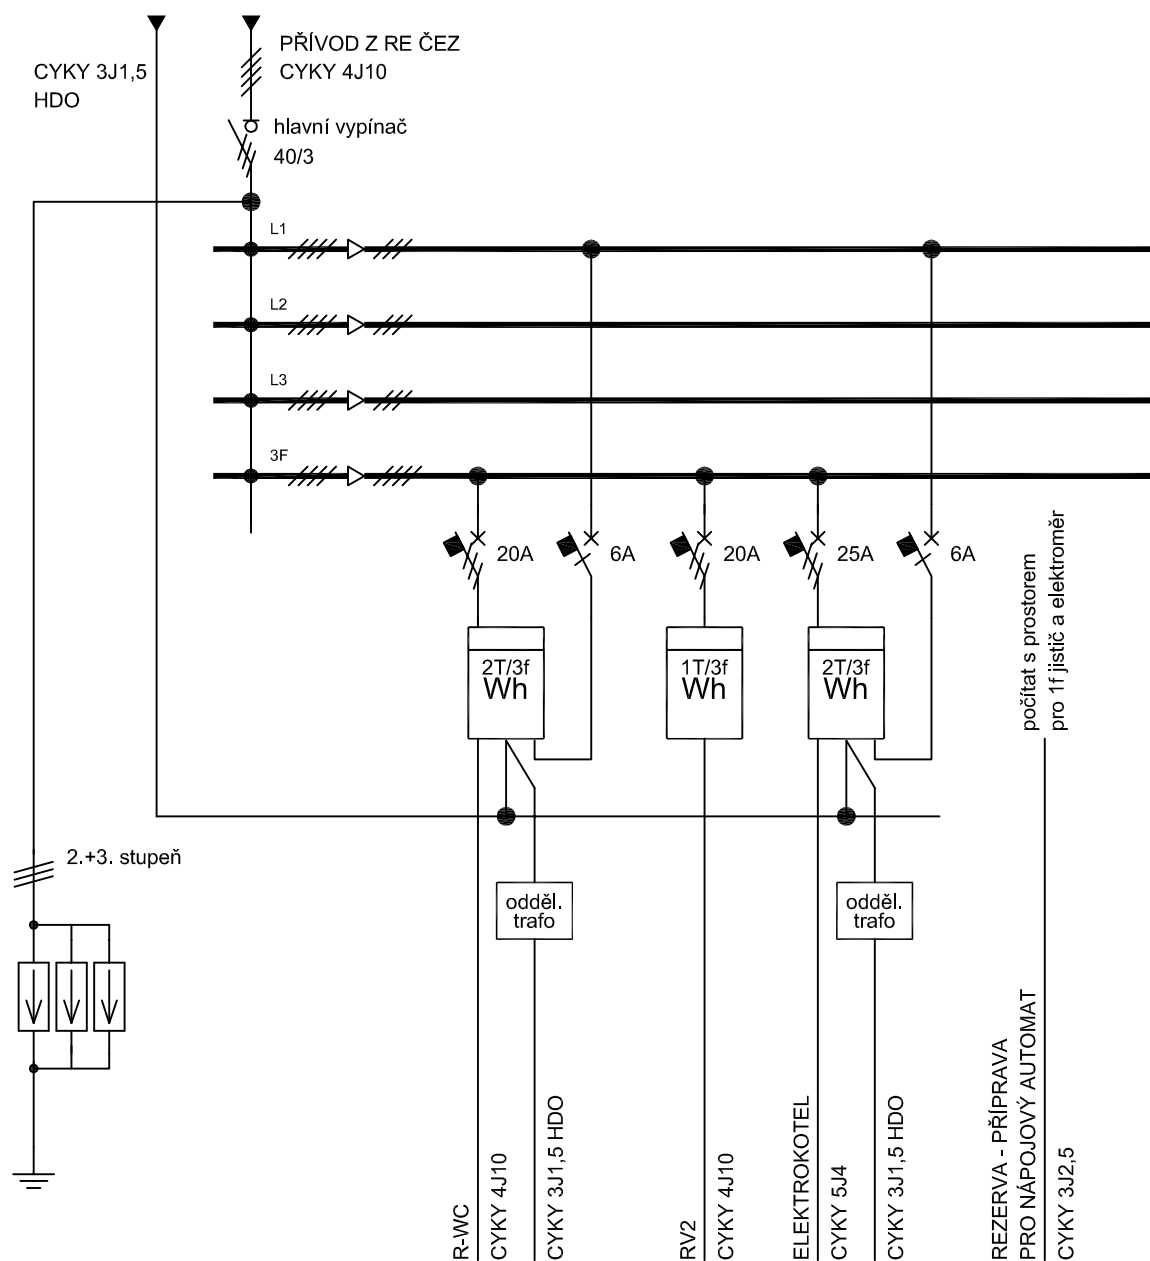 PŘÍVOD Z RE ČEZ
CYKY 4J10
CYKY 3J1,5
HDO
hlavní vypínač
40/3
L1
L2
L3
3F
20A
6A
20A
25A
6A
počítat s prostorem
pro 1f jistič a elektroměr
2T/3f
Wh
1T/3f
Wh
2T/3f
Wh
2.+3. stupeň
odděl.
trafo
odděl.
trafo
R-WC
CYKY 4J10
CYKY 3J1,5 HDO
RV2
CYKY 4J10
ELEKTROKOTEL
CYKY 5J4
CYKY 3J1,5 HDO
REZERVA - PŘÍPRAVA
PRO NÁPOJOVÝ AUTOMAT
CYKY 3J2,5